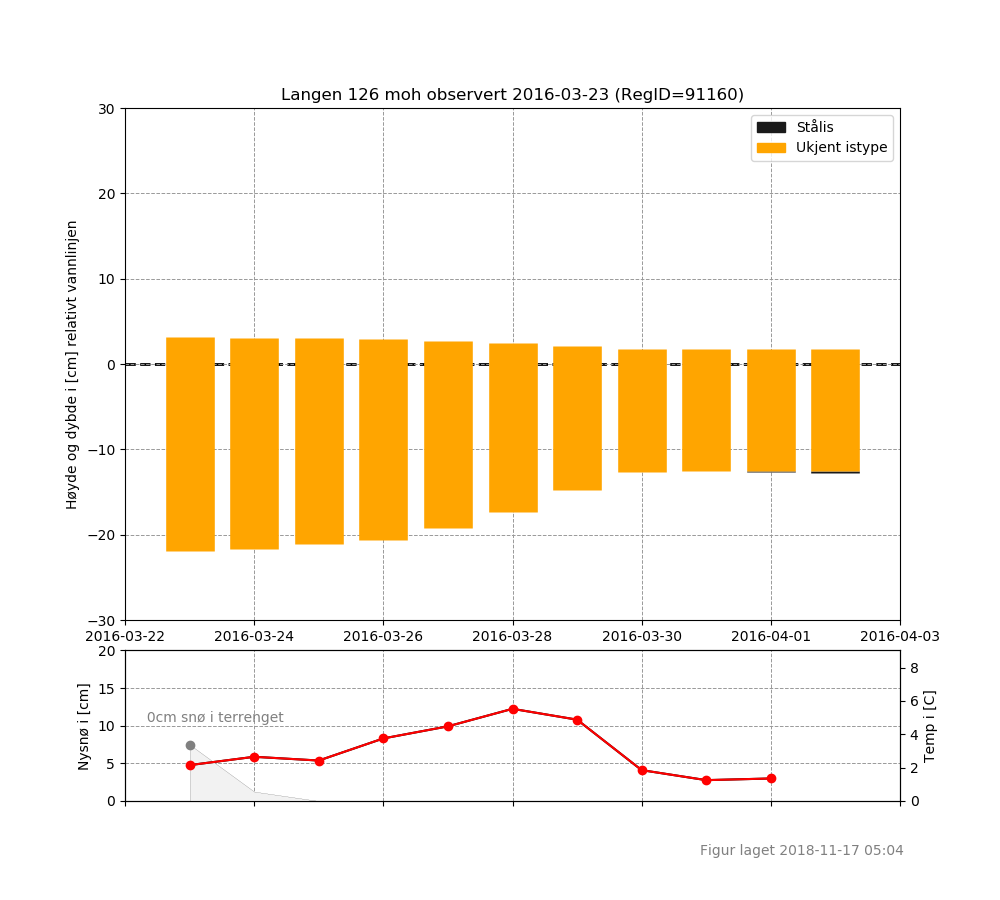 Langen 126 moh observert 2016-03-23 (RegID=91160)
Stålis
Ukjent istype
Høyde og dybde i [cm] relativt vannlinjen
30
20
10
0
−10
−20
−30
2016-03-22 2016-03-24 2016-03-26 2016-03-28 2016-03-30 2016-04-01 2016-04-03
Nysnø i [cm]
20
15
10
5
0
0cm snø i terrenget
8
6
4
2
0
Temp i [C]
Figur laget 2018-11-17 05:04